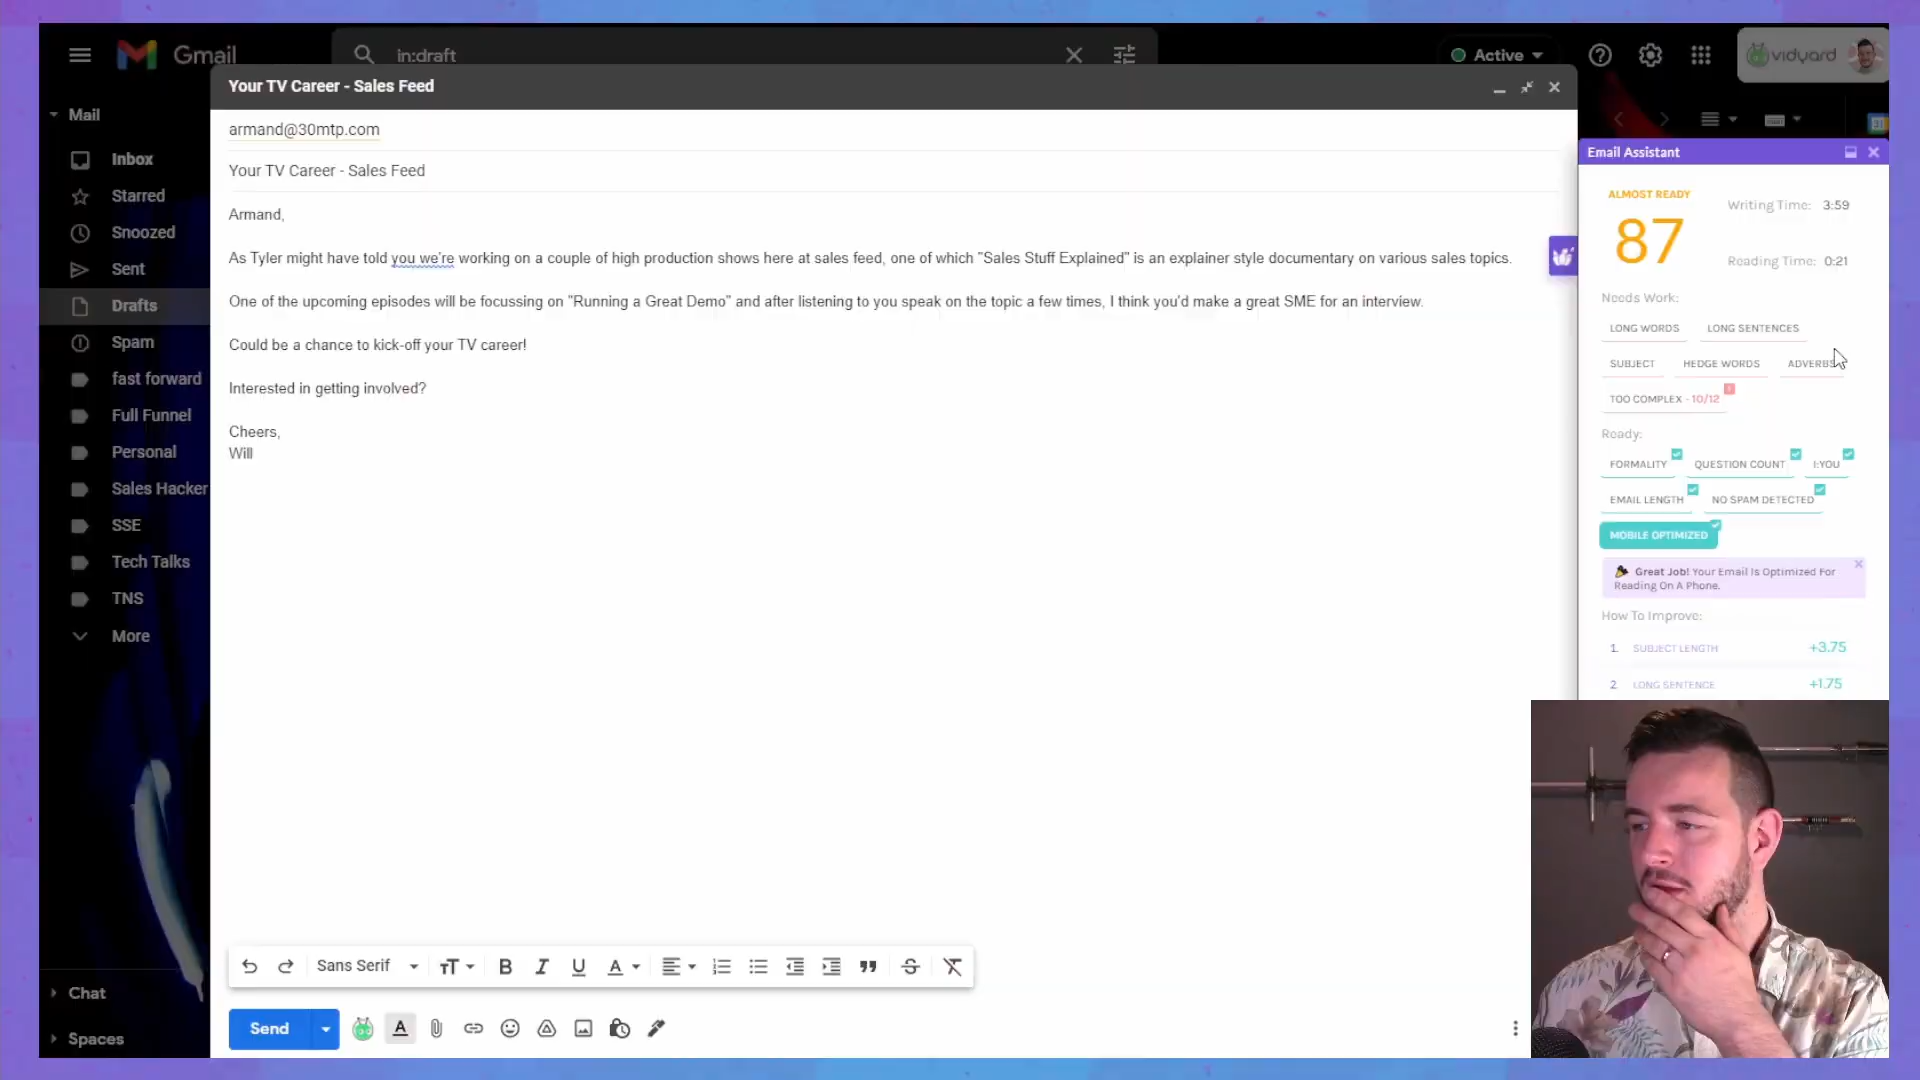 Gmail
in:draft
Active
vidyard
Mail
Inbox
Starred
Snoozed
Sent
Drafts
Spam
fast forward
Full Funnel
Personal
Sales Hacker
SSE
Tech Talks
TNS
More
Chat
Spaces
Your TV Career - Sales Feed
armand@30mtp.com
Your TV Career - Sales Feed
Armand,
As Tyler might have told you we're working on a couple of high production shows here at sales feed, one of which "Sales Stuff Explained" is an explainer style documentary on various sales topics.
One of the upcoming episodes will be focussing on "Running a Great Demo" and after listening to you speak on the topic a few times, I think you'd make a great SME for an interview.
Could be a chance to kick-off your TV career!
Interested in getting involved?
Cheers,
Will
Sans Serif
Send
31
Email Assistant
ALMOST READY
87
Writing Time: 3:59
Reading Time: 0:21
Needs Work:
LONG WORDS LONG SENTENCES
SUBJECT HEDGE WORDS ADVERBS
TOO COMPLEX - 10/12
Ready:
FORMALITY QUESTION COUNT I:YOU
EMAIL LENGTH NO SPAM DETECTED
MOBILE OPTIMIZED
Great Job! Your Email Is Optimized For
Reading On A Phone.
How To Improve:
1. SUBJECT LENGTH +3.75
2. LONG SENTENCE +1.75